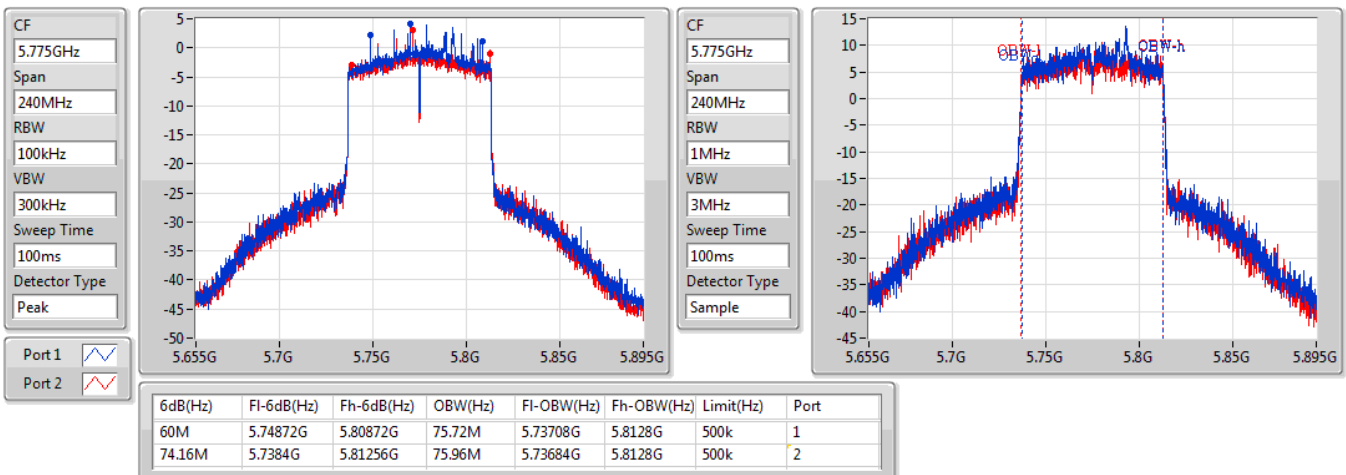 CF
5.775GHz
Span
240MHz
RBW
100kHz
VBW
300kHz
Sweep Time
100ms
Detector Type
Peak
Port 1
Port 2
5-
0-
-5-
-10-
-15-
-20-
-25-
-30-
-35-
-40-
-45-
-50-
5.655G 5.7G 5.75G 5.8G 5.85G 5.895G
CF
5.775GHz
Span
240MHz
RBW
1MHz
VBW
3MHz
Sweep Time
100ms
Detector Type
Sample
15-
10-
5-
0-
-5-
-10-
-15-
-20-
-25-
-30-
-35-
-40-
-45-
OBW-l
OBW-l
OBW-h
5.655G 5.7G 5.75G 5.8G 5.85G 5.895G
6dB(Hz) Fl-6dB(Hz) Fh-6dB(Hz) OBW(Hz) Fl-OBW(Hz) Fh-OBW(Hz) Limit(Hz) Port
60M 5.74872G 5.80872G 75.72M 5.73708G 5.8128G 500k 1
74.16M 5.7384G 5.81256G 75.96M 5.73684G 5.8128G 500k 2